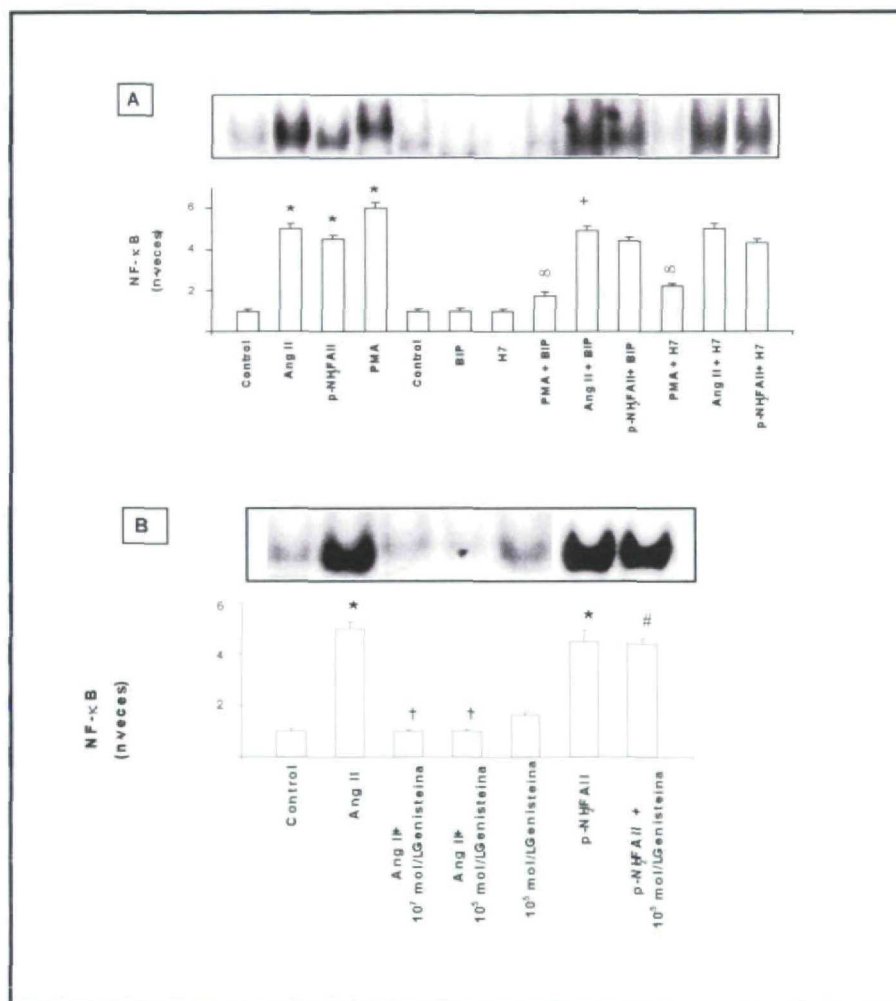 A
NF-κB
(n-veces)
6
4
2
*
*
*
8
+
8
Control
Ang II
p-NH2FAII
PMA
Control
BIP
H7
PMA + BIP
Ang II + BIP
p-NH2FAII + BIP
PMA + H7
Ang II + H7
p-NH2FAII + H7
B
NF-κB
(n-veces)
6
4
2
*
†
†
*
#
Control
Ang II
Ang II+
10⁷ mol/LGenisteina
Ang II+
10⁵ mol/LGenisteina
10⁵ mol/LGenisteina
p-NH2FAII
p-NH2FAII +
10⁵ mol/LGenisteina